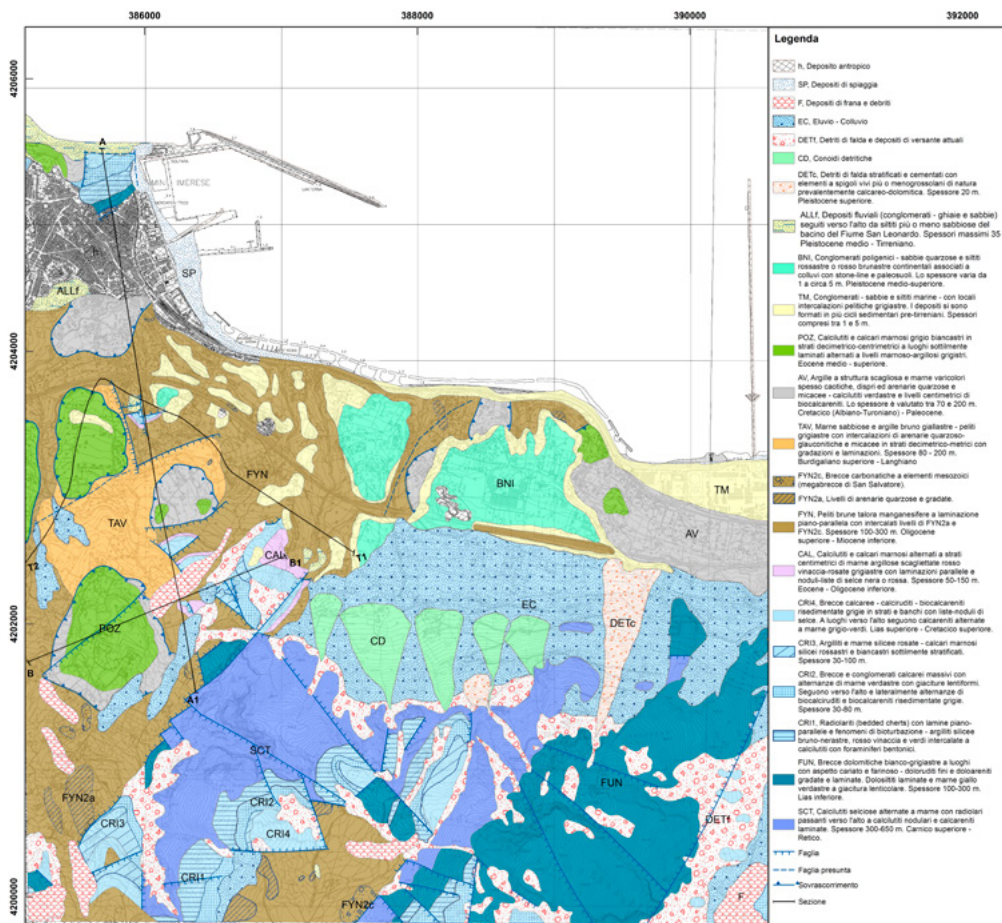 386000
388000
390000
392000
4206000
4204000
4202000
4200000
A
h
SP
ALLf
FYN
BNI
TM
AV
TAV
CAL
B1
T1
T2
EC
POZ
CD
DETc
B
A1
SCT
FUN
FYN2a
CRI2
CRI3
CRI4
DETf
CRI1
FYN2c
F
Legenda
h, Deposito antropico
SP, Depositi di spiaggia
F, Depositi di frana e debriti
EC, Eluvio - Colluvio
DETf, Detriti di falda e depositi di versante attuali
CD, Conoidi detritiche
DETc, Detriti di falda stratificati e cementati con
elementi a spigoli vivi più o menogrossolani di natura
prevalentemente calcareo-dolomitica. Spessore 20 m.
Pleistocene superiore.
ALLf, Depositi fluviali (conglomerati - ghiaie e sabbie)
seguiti verso l'alto da siltiti più o meno sabbiose del
bacino del Fiume San Leonardo. Spessori massimi 35
Pleistocene medio - Tirreniano.
BNI, Conglomerati poligenici - sabbie quarzose e siltiti
rossastre o rosso brunastre continentali associati a
colluvi con stone-line e paleosuoli. Lo spessore varia da
1 a circa 5 m. Pleistocene medio-superiore.
TM, Conglomerati - sabbie e siltiti marine - con locali
intercalazioni pelitiche grigiastre. I depositi si sono
formati in più cicli sedimentari pre-tirreniani. Spessori
compresi tra 1 e 5 m.
POZ, Calcilutiti e calcari marnosi grigio biancastri in
strati decimetrico-centimetrici a luoghi sottilmente
laminati alternati a livelli marnoso-argillosi grigistri.
Eocene medio - superiore.
AV, Argille a struttura scagliosa e marne varicolori
spesso caotiche, dispri ed arenarie quarzose e
micacee - calcilutiti verdastre e livelli centimetrici di
biocalcareniti. Lo spessore è valutato tra 70 e 200 m.
Cretacico (Albiano-Turoniano) - Paleocene.
TAV, Marne sabbiose e argille bruno giallastre - peliti
grigiastre con intercalazioni di arenarie quarzoso-
glauconitiche e micacee in strati decimetrico-metrici con
gradazioni e laminazioni. Spessore 80 - 200 m.
Burdigaliano superiore - Langhiano
FYN2c, Brecce carbonatiche a elementi mesozoici
(megabrecce di San Salvatore).
FYN2a, Livelli di arenarie quarzose e gradate.
FYN, Peliti brune talora manganesifere a laminazione
piano-parallela con intercalati livelli di FYN2a e
FYN2c. Spessore 100-300 m. Oligocene
superiore - Miocene inferiore.
CAL, Calcilutiti e calcari marnosi alternati a strati
centimetrici di marne argillose scagliettate rosso
vinaccia-rosate grigiastre con laminazioni parallele e
noduli-liste di selce nera o rossa. Spessore 50-150 m.
Eocene - Oligocene inferiore.
CRI4, Brecce calcaree - calciruditi - biocalcareniti
risedimentate grigie in strati e banchi con liste-noduli di
selce. A luoghi verso l'alto seguono calcareniti alternate
a marne grigio-verdi. Lias superiore - Cretacico superiore.
CRI3, Argilliti e marne silicee rosate - calcari marnosi
silicei rossastri e biancastri sottilmente stratificati.
Spessore 30-100 m.
CRI2, Brecce e conglomerati calcarei massivi con
alternanze di marne verdastre con giaciture lentiformi.
Seguono verso l'alto e lateralmente alternanze di
biocalciruditi e biocalcareniti risedimentate grigie.
Spessore 30-80 m.
CRI1, Radiolariti (bedded cherts) con lamine piano-
parallele e fenomeni di bioturbazione - argilliti silicee
bruno-nerastre, rosso vinaccia e verdi intercalate a
calcilutiti con foraminiferi bentonici.
FUN, Brecce dolomitiche bianco-grigiastre a luoghi
con aspetto cariato e farinoso - doloruditi fini e doloareniti
gradate e laminate. Dolosiltiti laminate e marne giallo
verdastre a giacitura lenticolare. Spessore 100-300 m.
Lias inferiore.
SCT, Calcilutiti selciose alternate a marne con radiolari
passanti verso l'alto a calcilutiti nodulari e calcareniti
laminate. Spessore 300-650 m. Carnico superiore -
Retico.
Faglia
Faglia presunta
Sovrascorrimento
Sezione